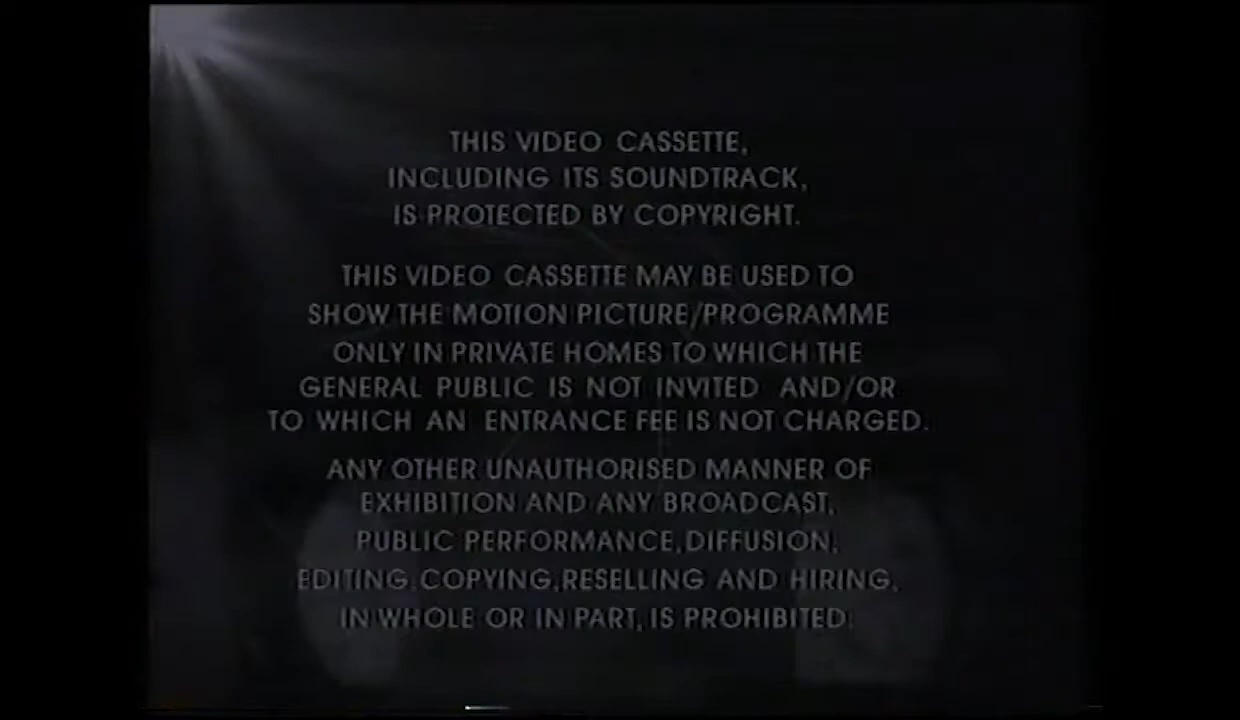 THIS VIDEO CASSETTE,
INCLUDING ITS SOUNDTRACK,
IS PROTECTED BY COPYRIGHT.
THIS VIDEO CASSETTE MAY BE USED TO
SHOW THE MOTION PICTURE/PROGRAMME
ONLY IN PRIVATE HOMES TO WHICH THE
GENERAL PUBLIC IS NOT INVITED AND/OR
TO WHICH AN ENTRANCE FEE IS NOT CHARGED.
ANY OTHER UNAUTHORISED MANNER OF
EXHIBITION AND ANY BROADCAST,
PUBLIC PERFORMANCE,DIFFUSION,
EDITING,COPYING,RESELLING AND HIRING,
IN WHOLE OR IN PART, IS PROHIBITED.